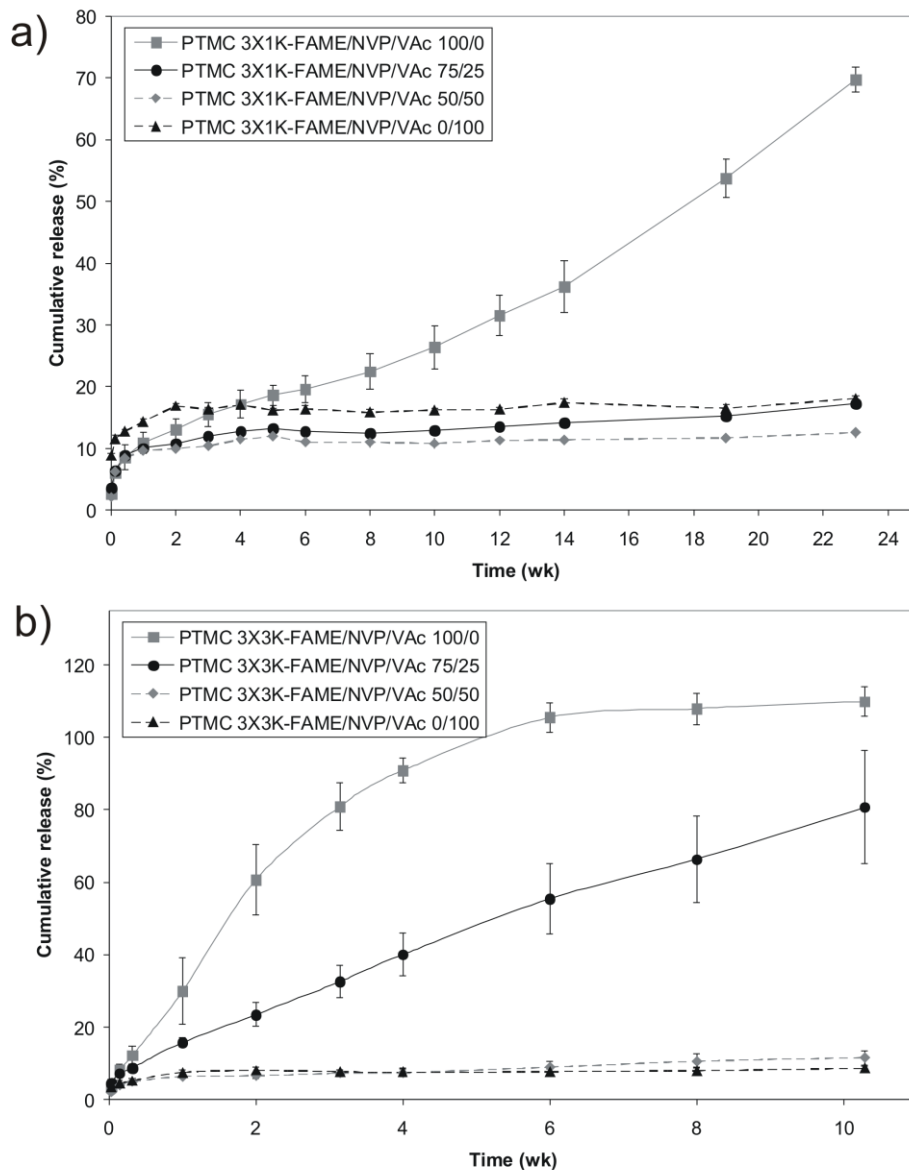 a)
PTMC 3X1K-FAME/NVP/VAc 100/0
PTMC 3X1K-FAME/NVP/VAc 75/25
PTMC 3X1K-FAME/NVP/VAc 50/50
PTMC 3X1K-FAME/NVP/VAc 0/100
Cumulative release (%)
80
70
60
50
40
30
20
10
0
0 2 4 6 8 10 12 14 16 18 20 22 24
Time (wk)
b)
PTMC 3X3K-FAME/NVP/VAc 100/0
PTMC 3X3K-FAME/NVP/VAc 75/25
PTMC 3X3K-FAME/NVP/VAc 50/50
PTMC 3X3K-FAME/NVP/VAc 0/100
Cumulative release (%)
120
100
80
60
40
20
0
0 2 4 6 8 10
Time (wk)